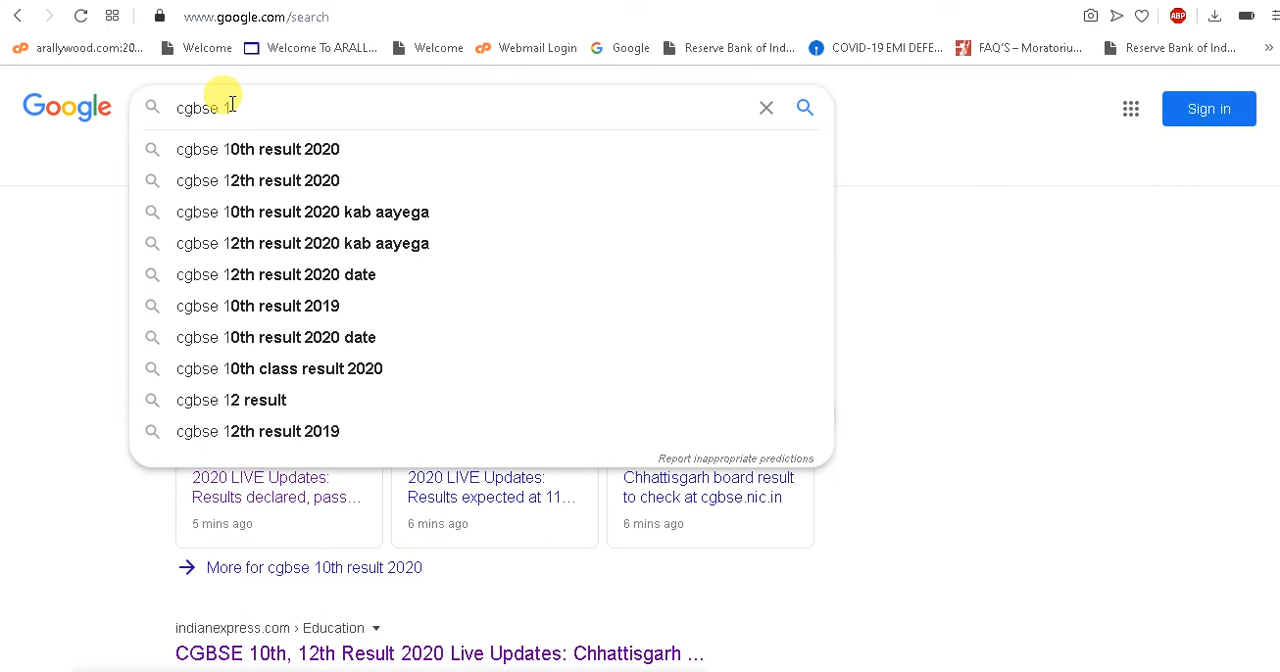 www.google.com/search
ABP
arallywood.com:20...
Welcome
Welcome To ARALL...
Welcome
Webmail Login
Google
Reserve Bank of Ind...
COVID-19 EMI DEFE...
FAQ'S – Moratoriu...
Reserve Bank of Ind...
»
Google
cgbse 1
Sign in
cgbse 10th result 2020
cgbse 12th result 2020
cgbse 10th result 2020 kab aayega
cgbse 12th result 2020 kab aayega
cgbse 12th result 2020 date
cgbse 10th result 2019
cgbse 10th result 2020 date
cgbse 10th class result 2020
cgbse 12 result
cgbse 12th result 2019
Report inappropriate predictions
2020 LIVE Updates:
Results declared, pass...
5 mins ago
2020 LIVE Updates:
Results expected at 11...
6 mins ago
Chhattisgarh board result
to check at cgbse.nic.in
6 mins ago
More for cgbse 10th result 2020
indianexpress.com › Education
CGBSE 10th, 12th Result 2020 Live Updates: Chhattisgarh ...